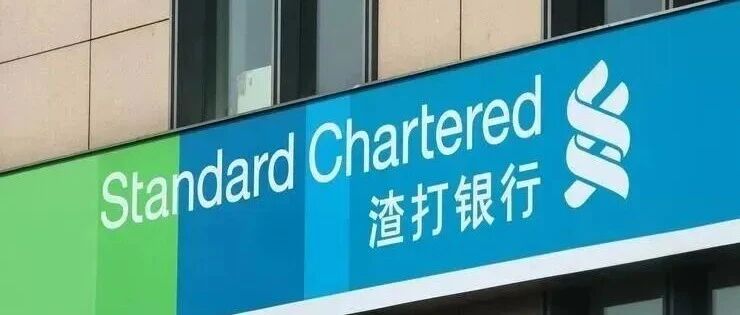 Standard Chartered
渣打银行